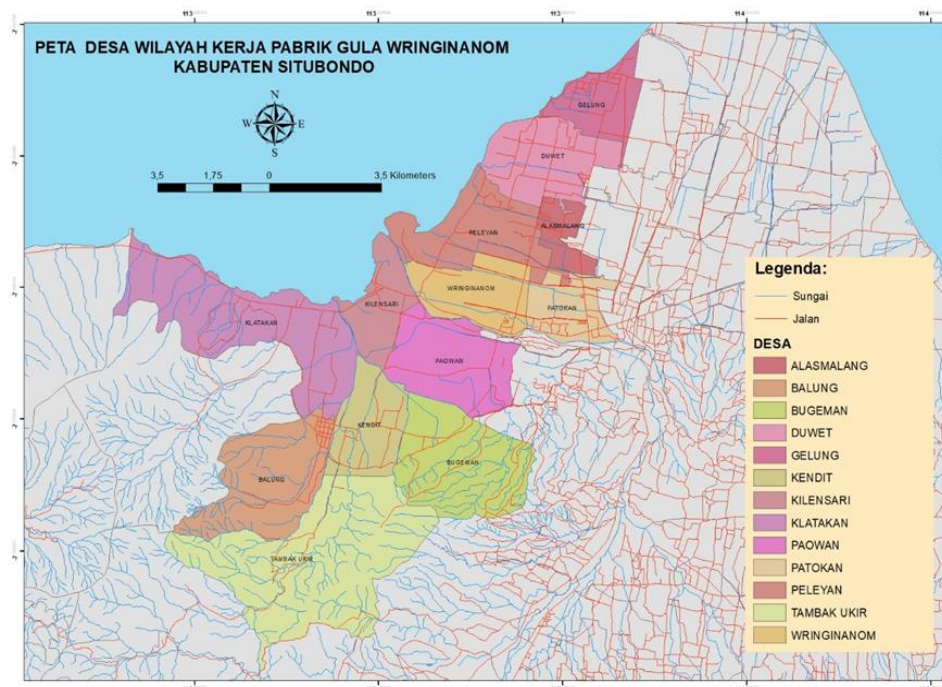 113
113
113
114
114
PETA DESA WILAYAH KERJA PABRIK GULA WRINGINANOM
KABUPATEN SITUBONDO
N
W
E
S
3,5
1,75
0
3,5 Kilometers
GELUNG
DUWET
PELEYAN
ALASMALANG
WRINGINANOM
PATOKAN
KILENSARI
KLATAKAN
PAOWAN
KENDIT
BUGEMAN
BALUNG
TAMBAK UKIR
Legenda:
Sungai
Jalan
DESA
ALASMALANG
BALUNG
BUGEMAN
DUWET
GELUNG
KENDIT
KILENSARI
KLATAKAN
PAOWAN
PATOKAN
PELEYAN
TAMBAK UKIR
WRINGINANOM